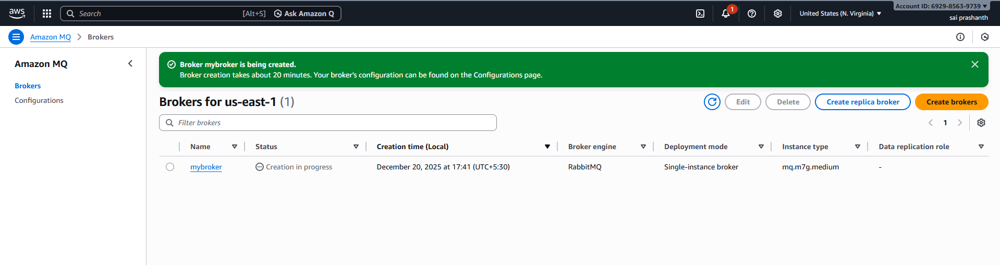 aws
Search [Alt+S] Ask Amazon Q
1
United States (N. Virginia)
Account ID: 6929-8563-9739
sai prashanth
Amazon MQ > Brokers
Amazon MQ
Brokers
Configurations
Broker mybroker is being created.
Broker creation takes about 20 minutes. Your broker's configuration can be found on the Configurations page.
Brokers for us-east-1 (1)
Edit Delete Create replica broker Create brokers
Filter brokers
1
Name Status Creation time (Local) Broker engine Deployment mode Instance type Data replication role
mybroker Creation in progress December 20, 2025 at 17:41 (UTC+5:30) RabbitMQ Single-instance broker mq.m7g.medium -